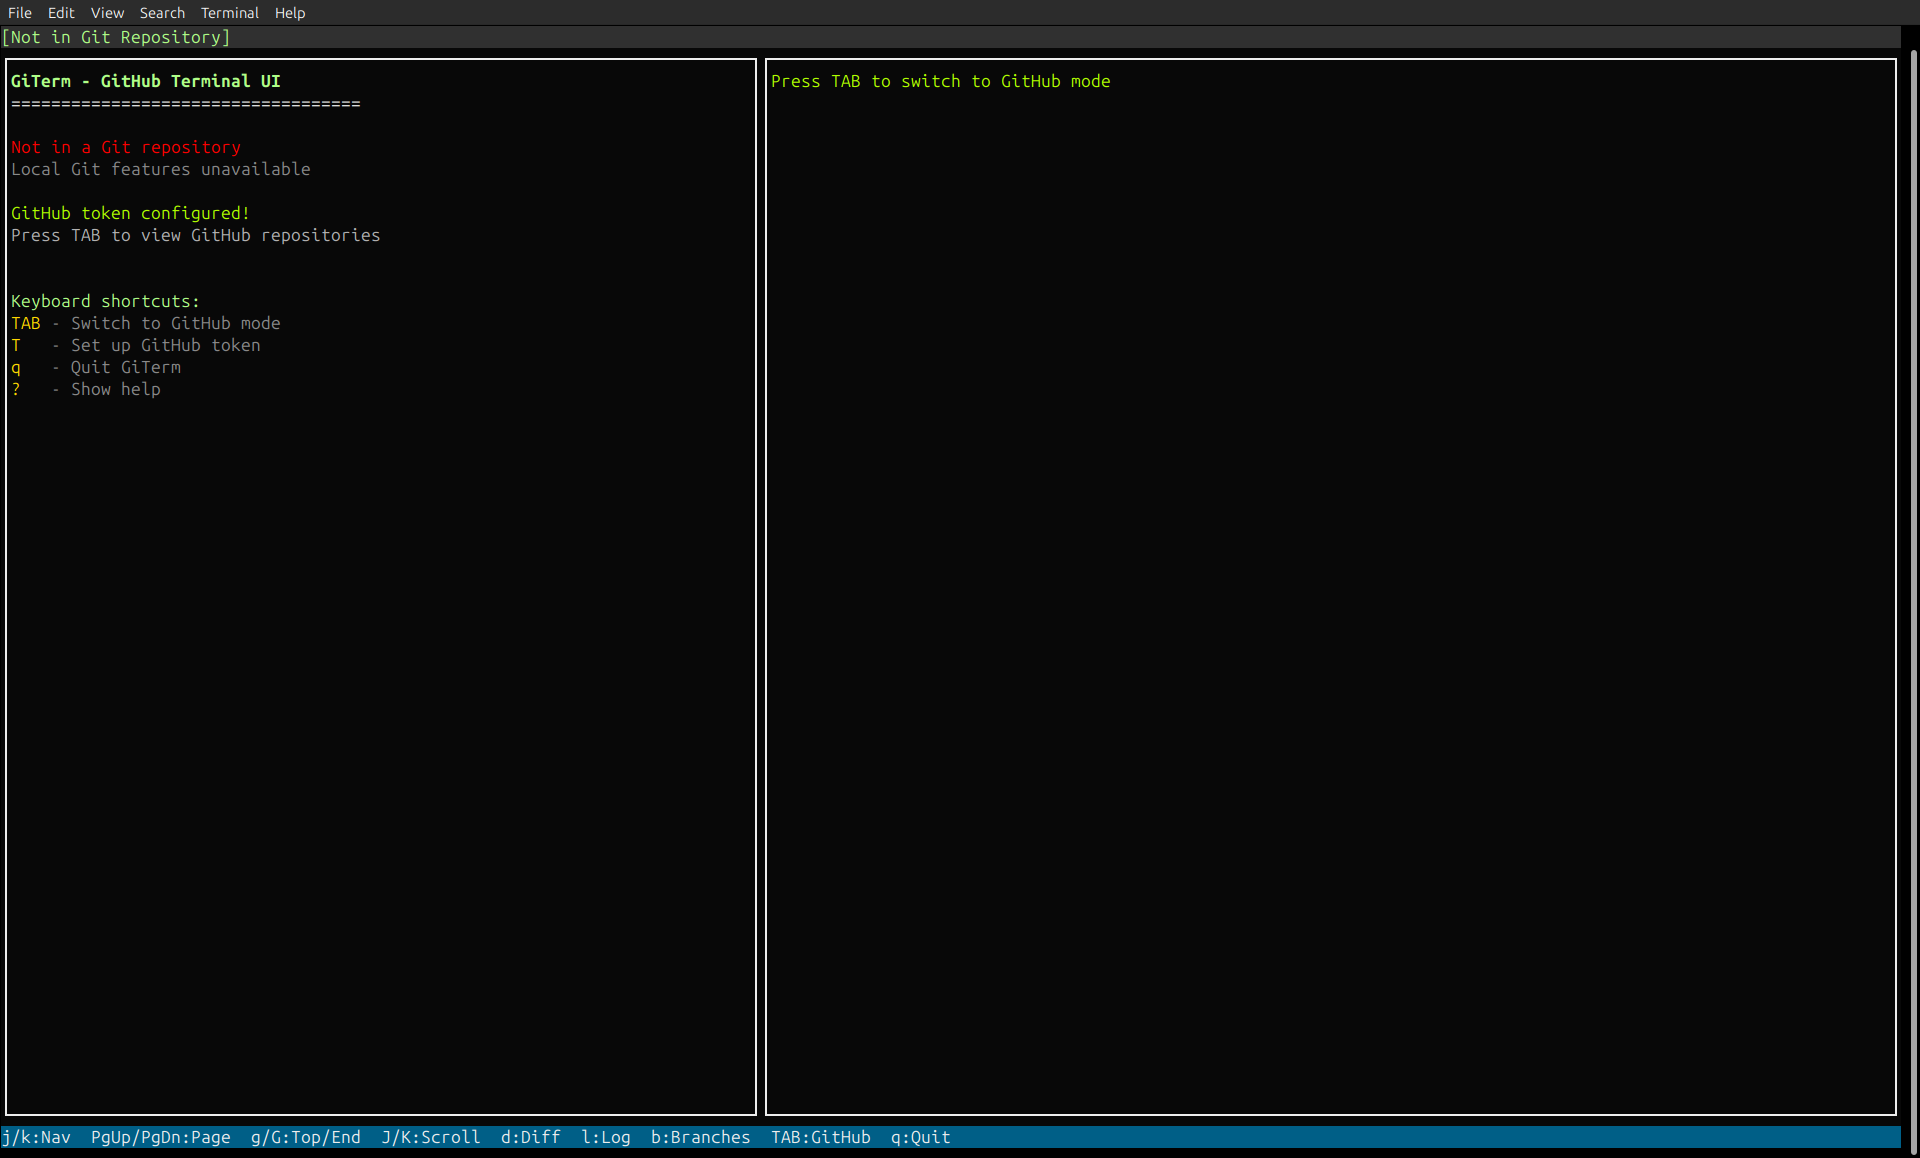 File Edit View Search Terminal Help
[Not in Git Repository]
GiTerm - GitHub Terminal UI
===================================
Not in a Git repository
Local Git features unavailable
GitHub token configured!
Press TAB to view GitHub repositories
Keyboard shortcuts:
TAB - Switch to GitHub mode
T   - Set up GitHub token
q   - Quit GiTerm
?   - Show help
Press TAB to switch to GitHub mode
j/k:Nav  PgUp/PgDn:Page  g/G:Top/End  J/K:Scroll  d:Diff  l:Log  b:Branches  TAB:GitHub  q:Quit